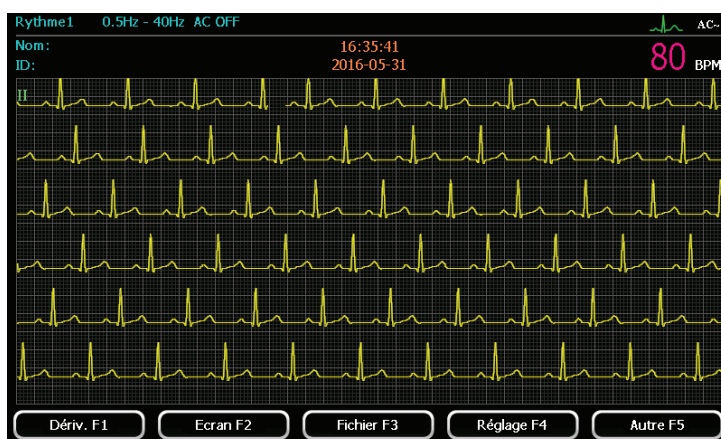 Rythme1 0.5Hz - 40Hz AC OFF AC~
Nom: 16:35:41 80 BPM
ID: 2016-05-31
II
Dériv. F1 Ecran F2 Fichier F3 Réglage F4 Autre F5